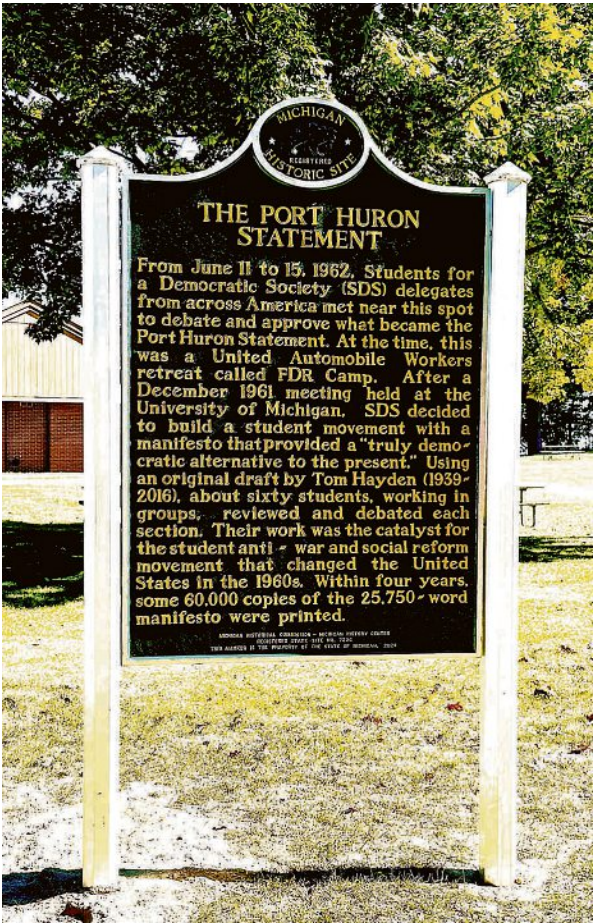 MICHIGAN
REGISTERED
HISTORIC SITE
THE PORT HURON
STATEMENT
From June 11 to 15, 1962, Students for
a Democratic Society (SDS) delegates
from across America met near this spot
to debate and approve what became the
Port Huron Statement. At the time, this
was a United Automobile Workers
retreat called FDR Camp. After a
December 1961 meeting held at the
University of Michigan, SDS decided
to build a student movement with a
manifesto that provided a "truly demo-
cratic alternative to the present." Using
an original draft by Tom Hayden (1939-
2016), about sixty students, working in
groups, reviewed and debated each
section. Their work was the catalyst for
the student anti - war and social reform
movement that changed the United
States in the 1960s. Within four years,
some 60,000 copies of the 25,750-word
manifesto were printed.
MICHIGAN HISTORICAL COMMISSION - MICHIGAN HISTORY CENTER
REGISTERED STATE SITE NO.
THIS MARKER IS THE PROPERTY OF THE STATE OF MICHIGAN,